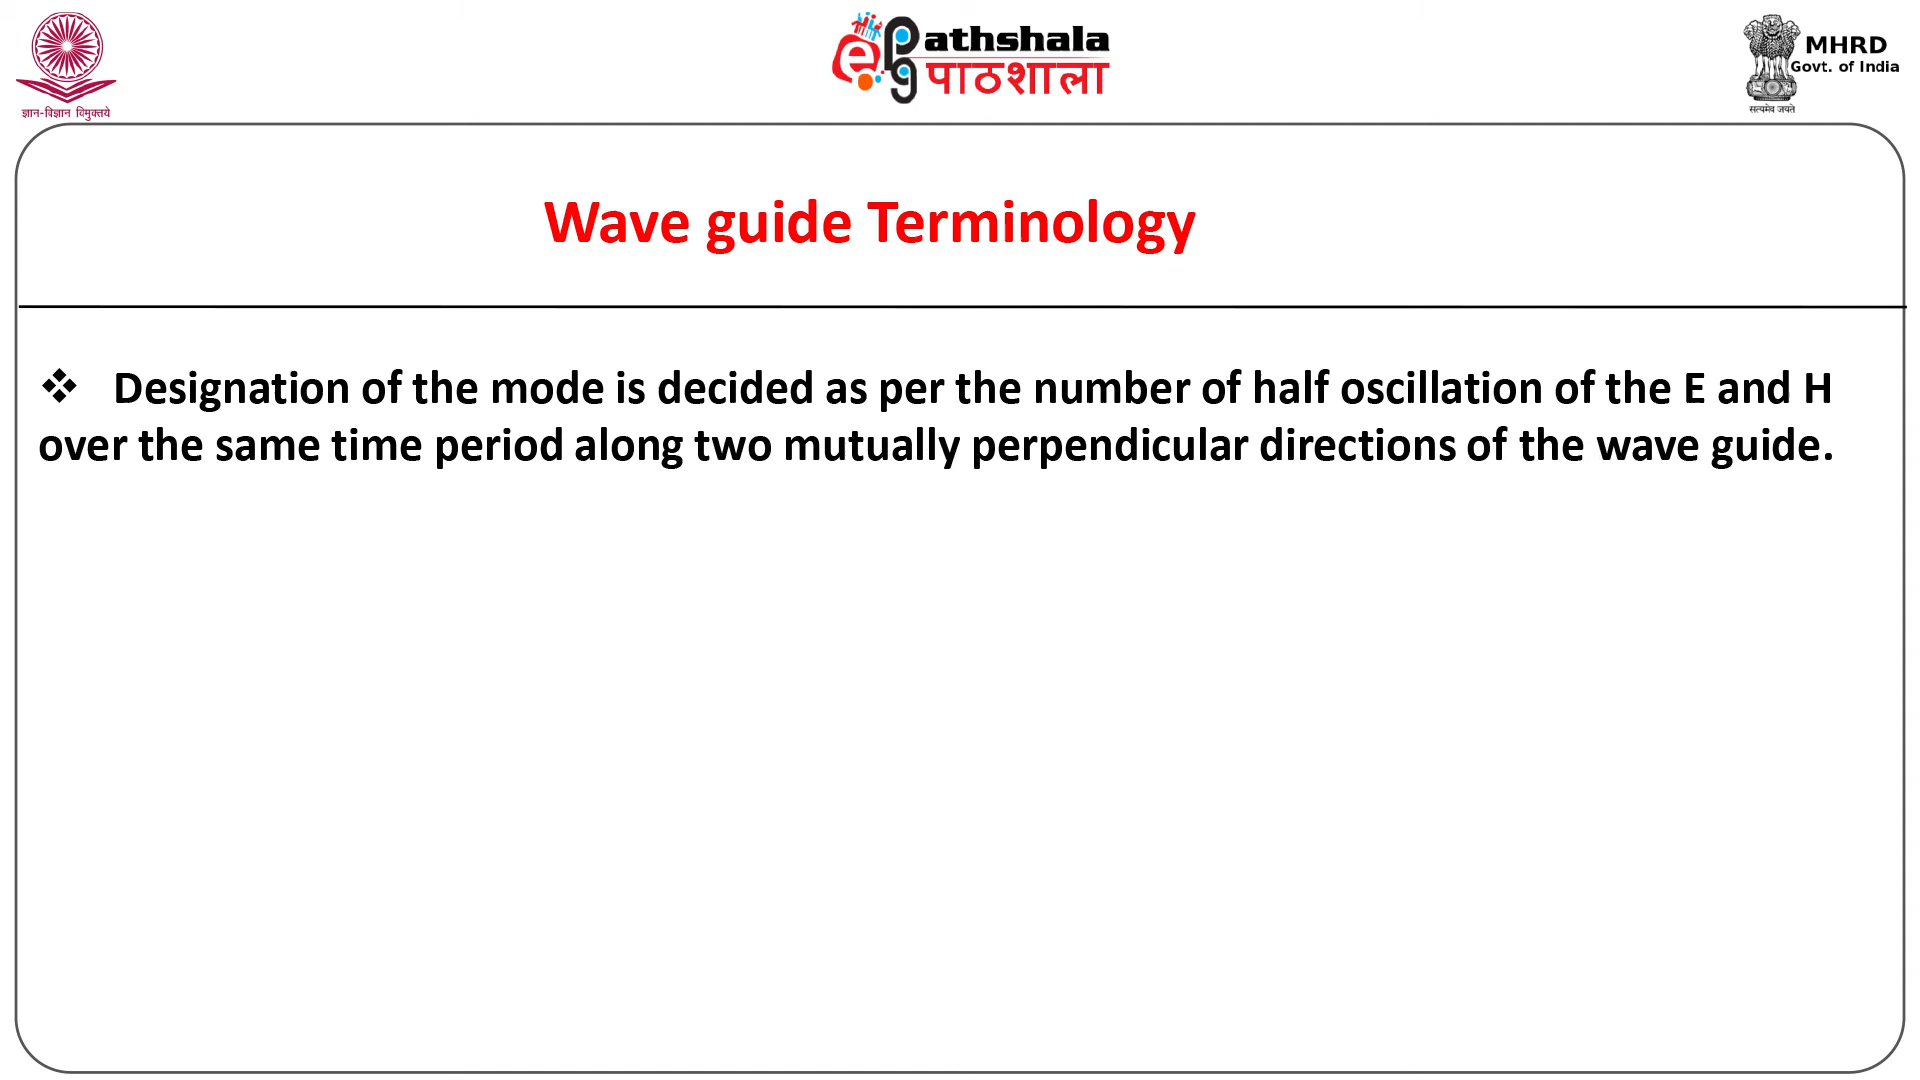 ज्ञान-विज्ञान विमुक्तये
ePg Pathshala
पाठशाला
MHRD
Govt. of India
सत्यमेव जयते
Wave guide Terminology
❖ Designation of the mode is decided as per the number of half oscillation of the E and H
over the same time period along two mutually perpendicular directions of the wave guide.